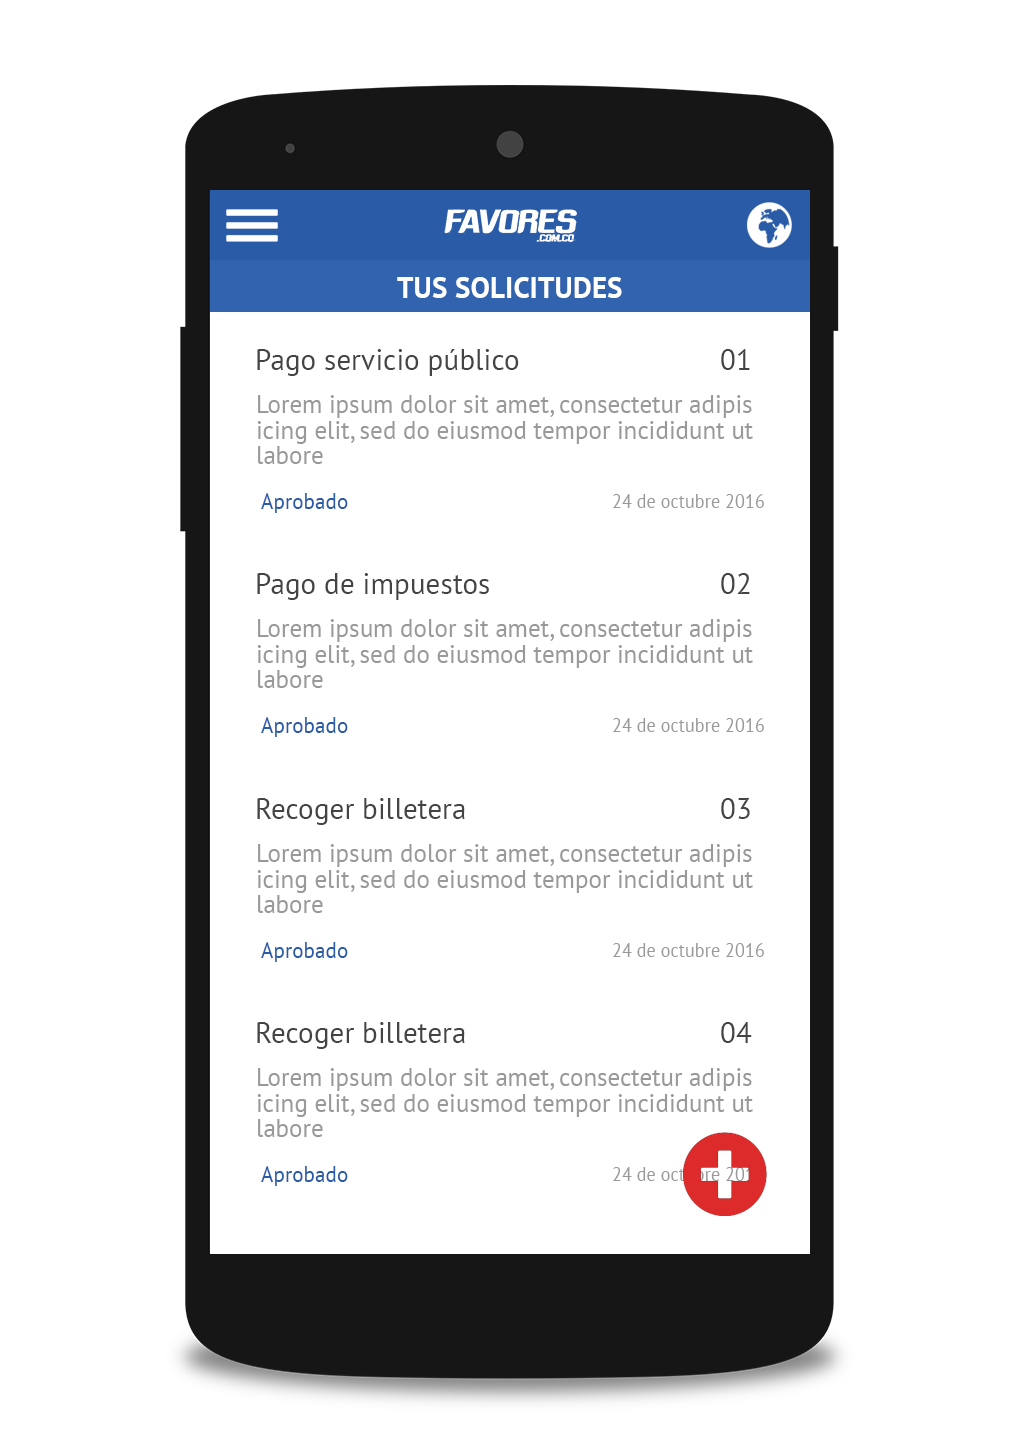 FAVORES
.COM.CO
TUS SOLICITUDES
Pago servicio público 01
Lorem ipsum dolor sit amet, consectetur adipis
icing elit, sed do eiusmod tempor incididunt ut
labore
Aprobado 24 de octubre 2016
Pago de impuestos 02
Lorem ipsum dolor sit amet, consectetur adipis
icing elit, sed do eiusmod tempor incididunt ut
labore
Aprobado 24 de octubre 2016
Recoger billetera 03
Lorem ipsum dolor sit amet, consectetur adipis
icing elit, sed do eiusmod tempor incididunt ut
labore
Aprobado 24 de octubre 2016
Recoger billetera 04
Lorem ipsum dolor sit amet, consectetur adipis
icing elit, sed do eiusmod tempor incididunt ut
labore
Aprobado 24 de